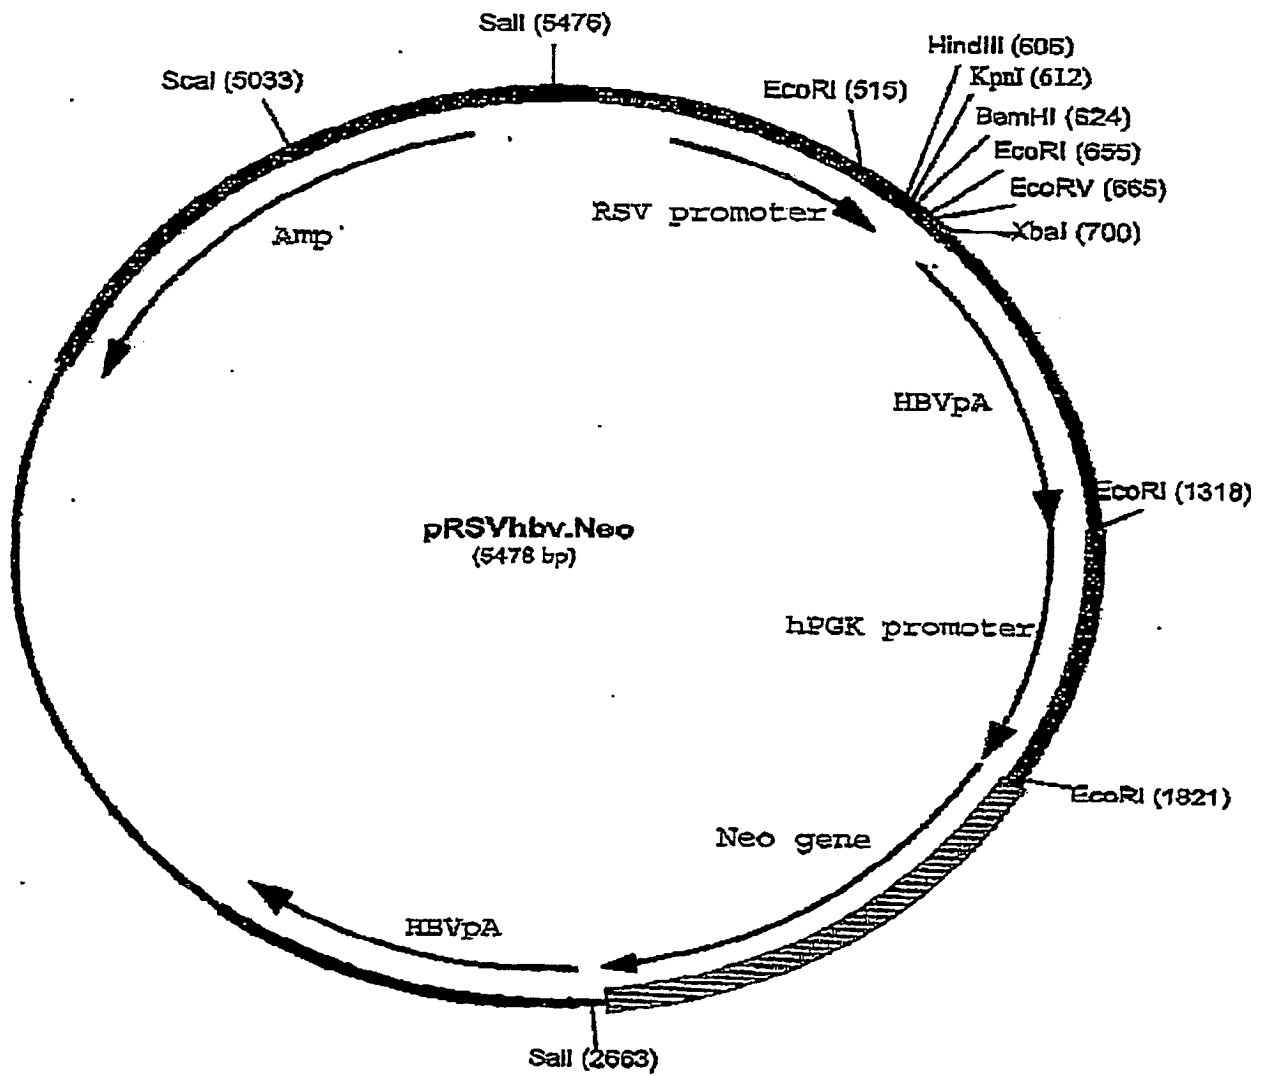 SalI (5476)
ScaI (5033)
EcoRI (515)
HindIII (606)
KpnI (612)
BamHI (624)
EcoRI (655)
EcoRV (665)
XbaI (700)
RSV promoter
Amp
HBVpA
EcoRI (1318)
pRSVhbv.Neo
(5478 bp)
hPGK promoter
EcoRI (1821)
Neo gene
HBVpA
SalI (2663)